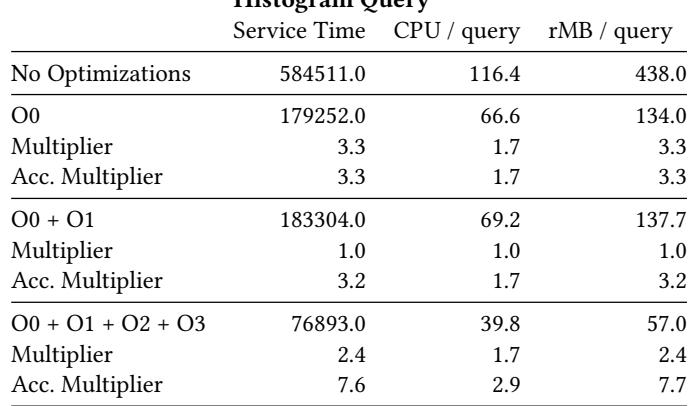 Histogram Query
Service Time CPU / query rMB / query
No Optimizations 584511.0 116.4 438.0
O0 179252.0 66.6 134.0
Multiplier 3.3 1.7 3.3
Acc. Multiplier 3.3 1.7 3.3
O0 + O1 183304.0 69.2 137.7
Multiplier 1.0 1.0 1.0
Acc. Multiplier 3.2 1.7 3.2
O0 + O1 + O2 + O3 76893.0 39.8 57.0
Multiplier 2.4 1.7 2.4
Acc. Multiplier 7.6 2.9 7.7